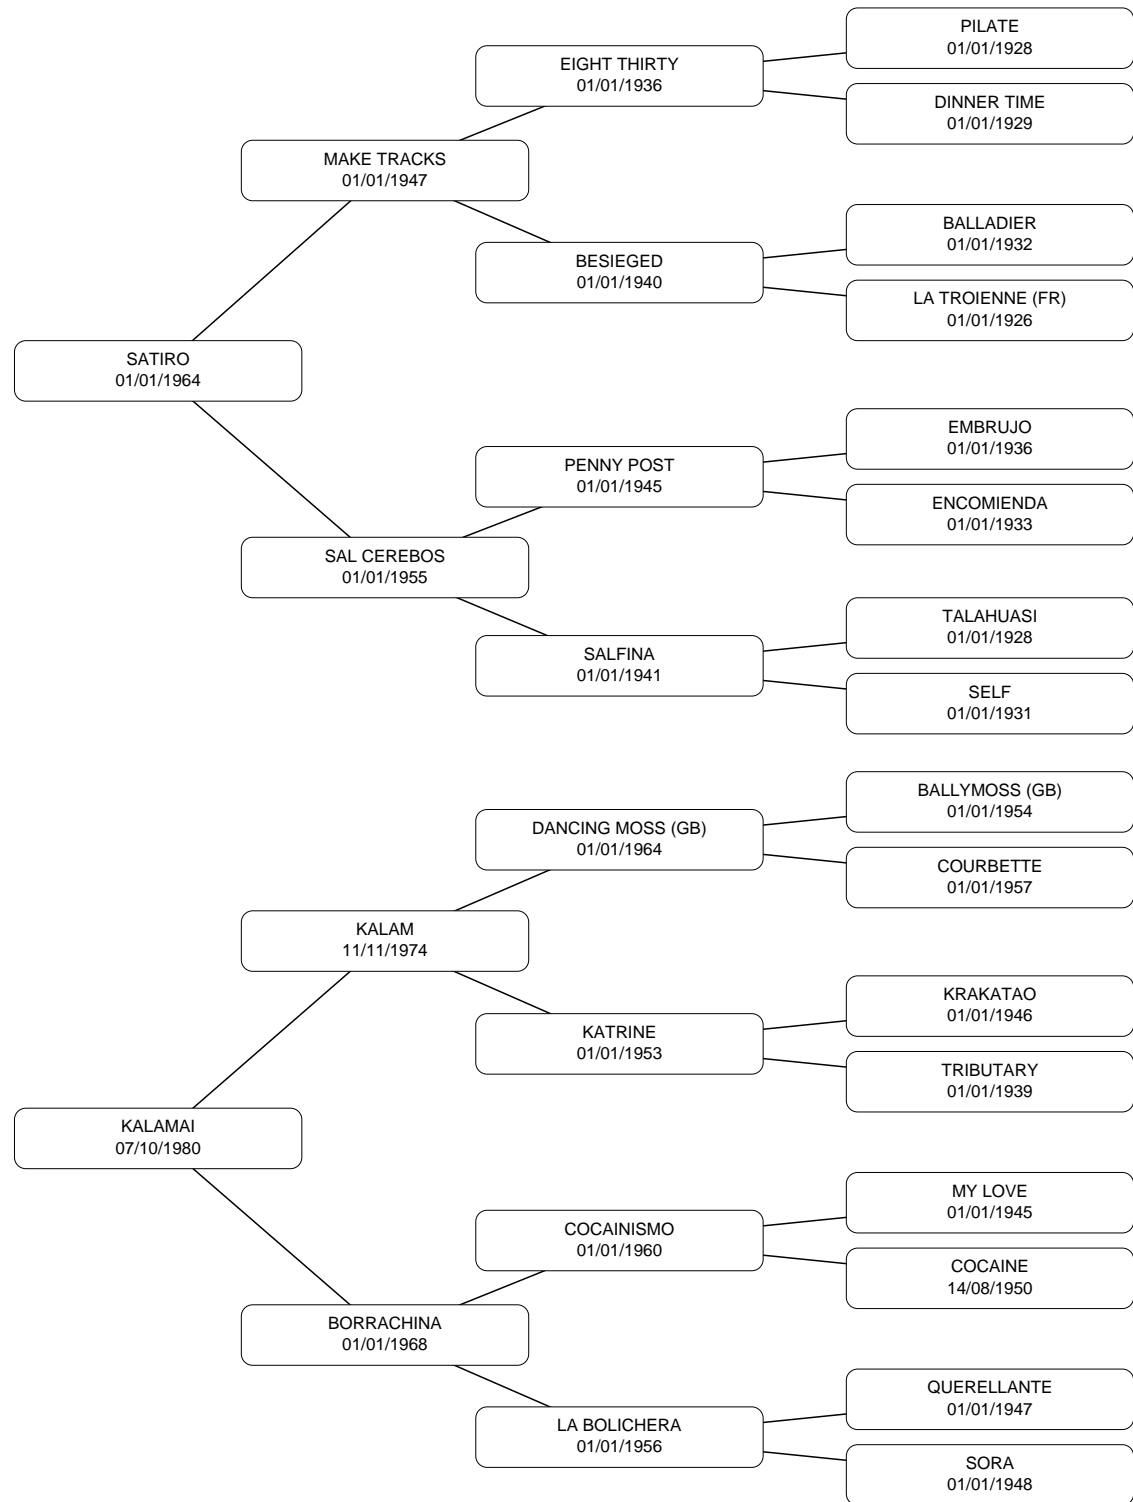 PILATE
01/01/1928
EIGHT THIRTY
01/01/1936
DINNER TIME
01/01/1929
MAKE TRACKS
01/01/1947
BALLADIER
01/01/1932
BESIEGED
01/01/1940
LA TROIENNE (FR)
01/01/1926
SATIRO
01/01/1964
EMBRUJO
01/01/1936
PENNY POST
01/01/1945
ENCOMIENDA
01/01/1933
SAL CEREBOS
01/01/1955
TALAHUASI
01/01/1928
SALFINA
01/01/1941
SELF
01/01/1931
BALLYMOSS (GB)
01/01/1954
DANCING MOSS (GB)
01/01/1964
COURBETTE
01/01/1957
KALAM
11/11/1974
KRAKATAO
01/01/1946
KATRINE
01/01/1953
TRIBUTARY
01/01/1939
KALAMAI
07/10/1980
MY LOVE
01/01/1945
COCAINISMO
01/01/1960
COCAINE
14/08/1950
BORRACHINA
01/01/1968
QUERELLANTE
01/01/1947
LA BOLICHERA
01/01/1956
SORA
01/01/1948